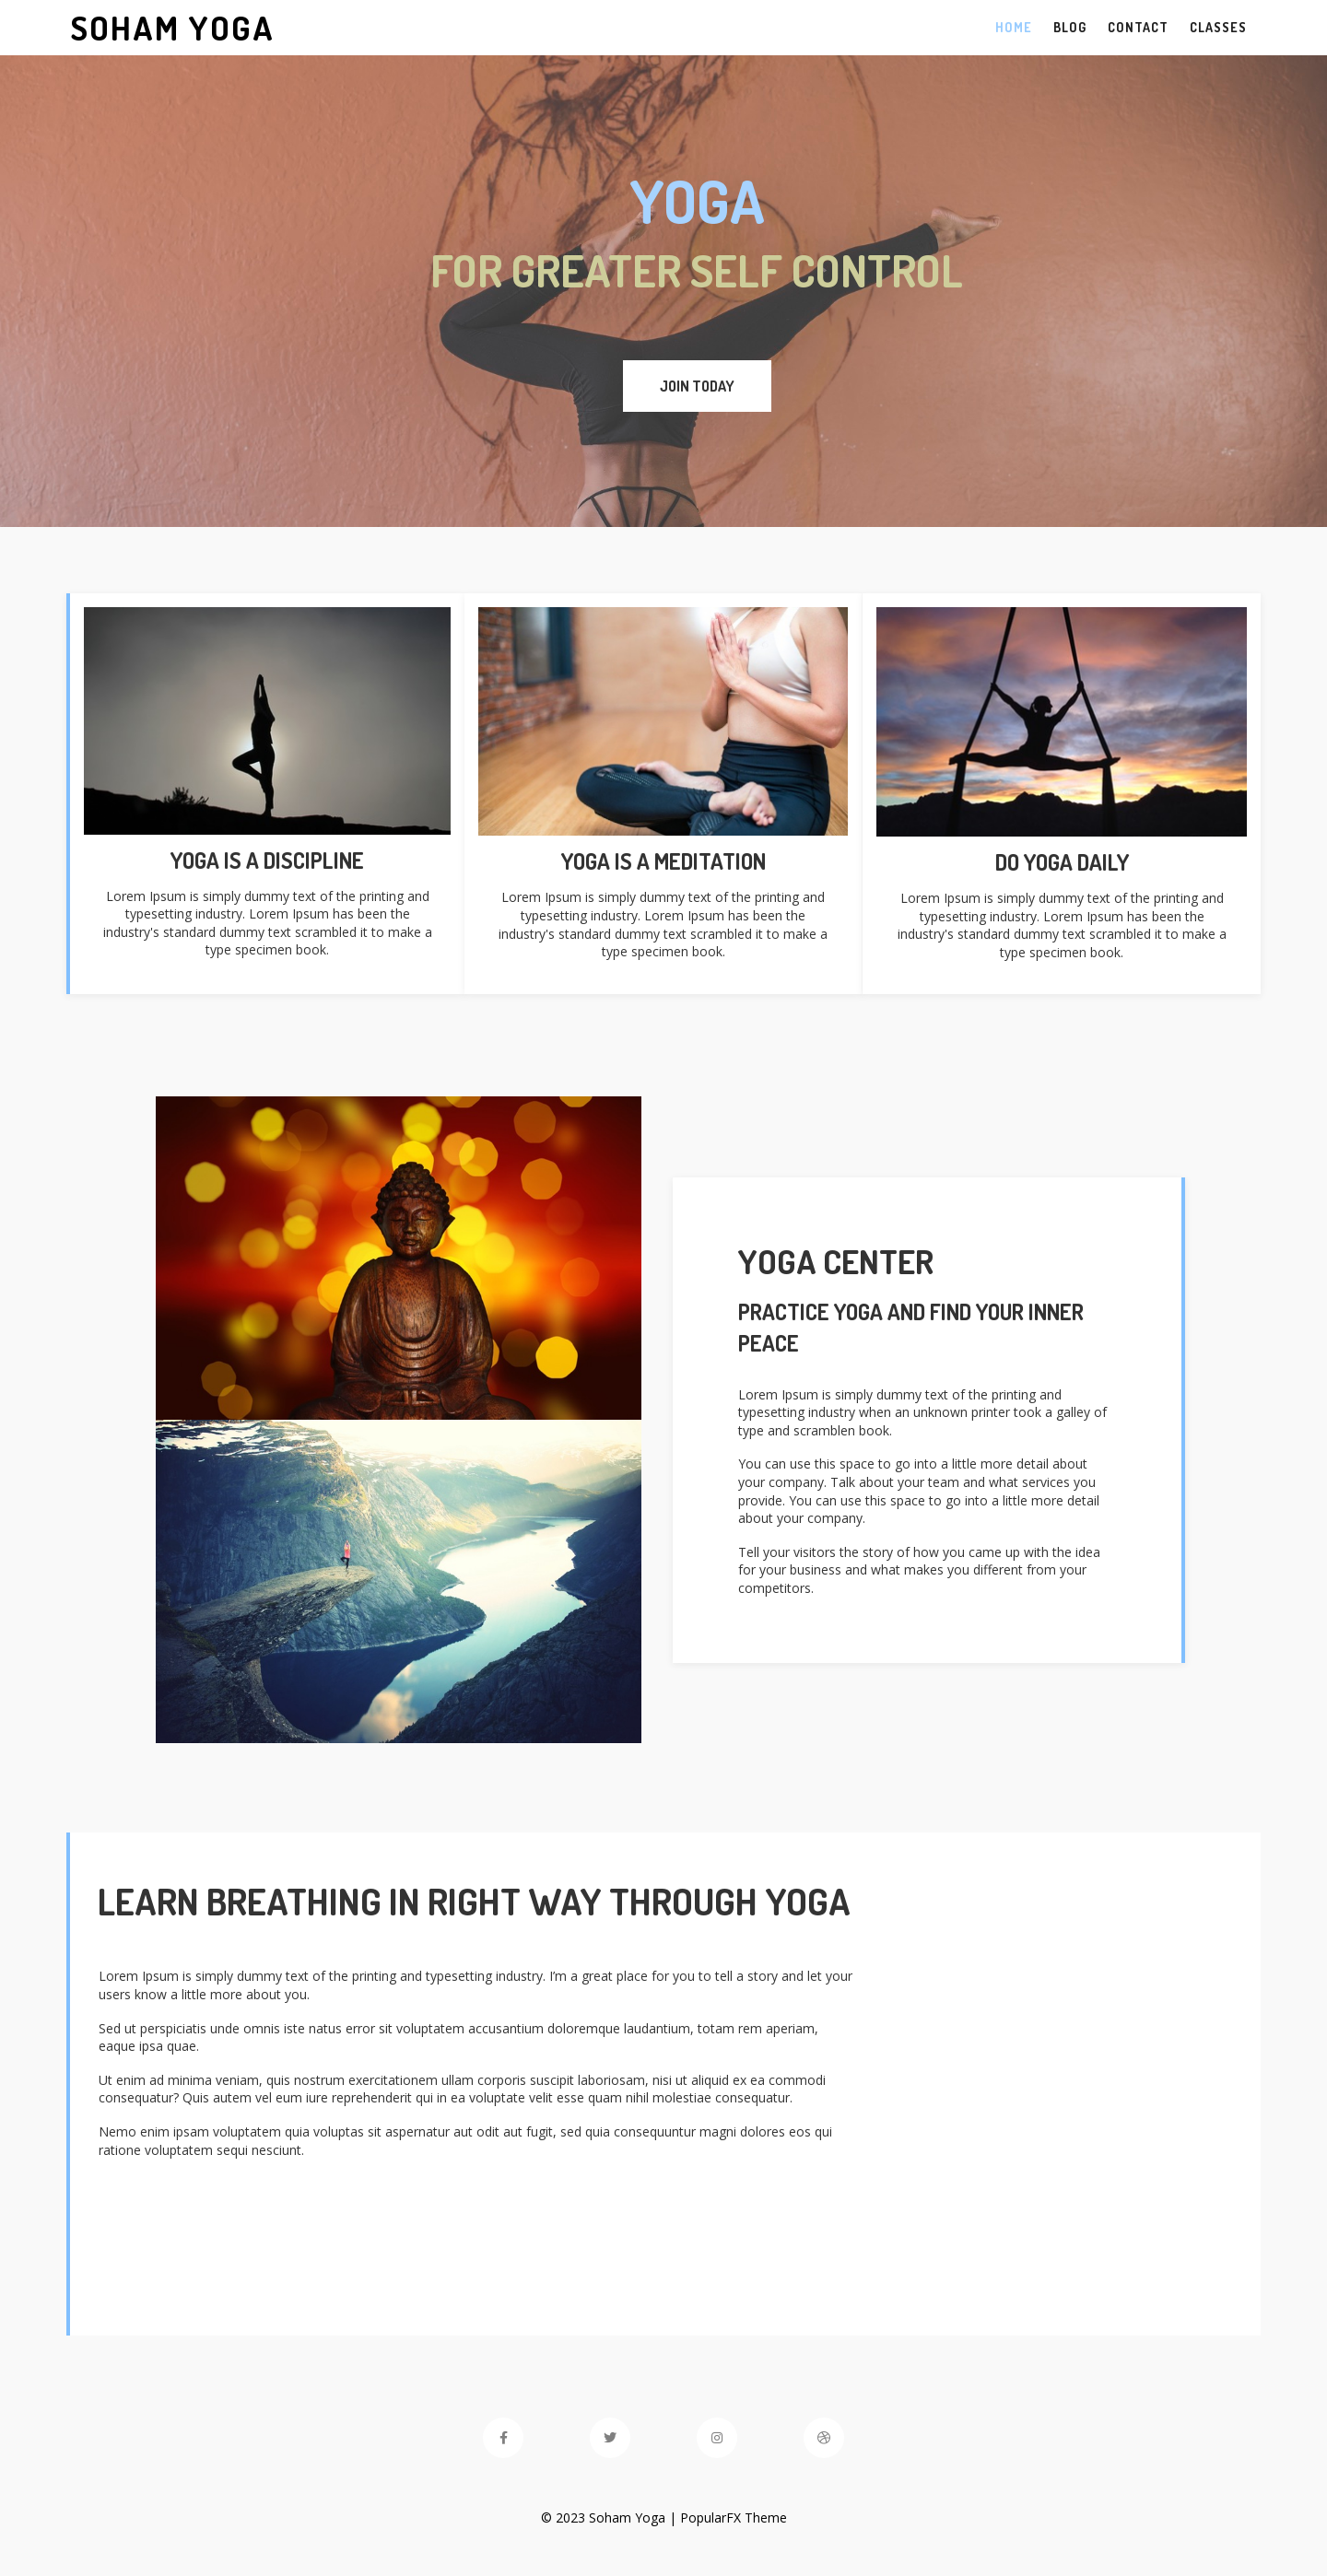 SOHAM YOGA
HOME BLOG CONTACT CLASSES
YOGA
FOR GREATER SELF CONTROL
JOIN TODAY
YOGA IS A DISCIPLINE
Lorem Ipsum is simply dummy text of the printing and
typesetting industry. Lorem Ipsum has been the
industry's standard dummy text scrambled it to make a
type specimen book.
YOGA IS A MEDITATION
Lorem Ipsum is simply dummy text of the printing and
typesetting industry. Lorem Ipsum has been the
industry's standard dummy text scrambled it to make a
type specimen book.
DO YOGA DAILY
Lorem Ipsum is simply dummy text of the printing and
typesetting industry. Lorem Ipsum has been the
industry's standard dummy text scrambled it to make a
type specimen book.
YOGA CENTER
PRACTICE YOGA AND FIND YOUR INNER
PEACE
Lorem Ipsum is simply dummy text of the printing and
typesetting industry when an unknown printer took a galley of
type and scramblen book.
You can use this space to go into a little more detail about
your company. Talk about your team and what services you
provide. You can use this space to go into a little more detail
about your company.
Tell your visitors the story of how you came up with the idea
for your business and what makes you different from your
competitors.
LEARN BREATHING IN RIGHT WAY THROUGH YOGA
Lorem Ipsum is simply dummy text of the printing and typesetting industry. I’m a great place for you to tell a story and let your
users know a little more about you.
Sed ut perspiciatis unde omnis iste natus error sit voluptatem accusantium doloremque laudantium, totam rem aperiam,
eaque ipsa quae.
Ut enim ad minima veniam, quis nostrum exercitationem ullam corporis suscipit laboriosam, nisi ut aliquid ex ea commodi
consequatur? Quis autem vel eum iure reprehenderit qui in ea voluptate velit esse quam nihil molestiae consequatur.
Nemo enim ipsam voluptatem quia voluptas sit aspernatur aut odit aut fugit, sed quia consequuntur magni dolores eos qui
ratione voluptatem sequi nesciunt.
© 2023 Soham Yoga | PopularFX Theme